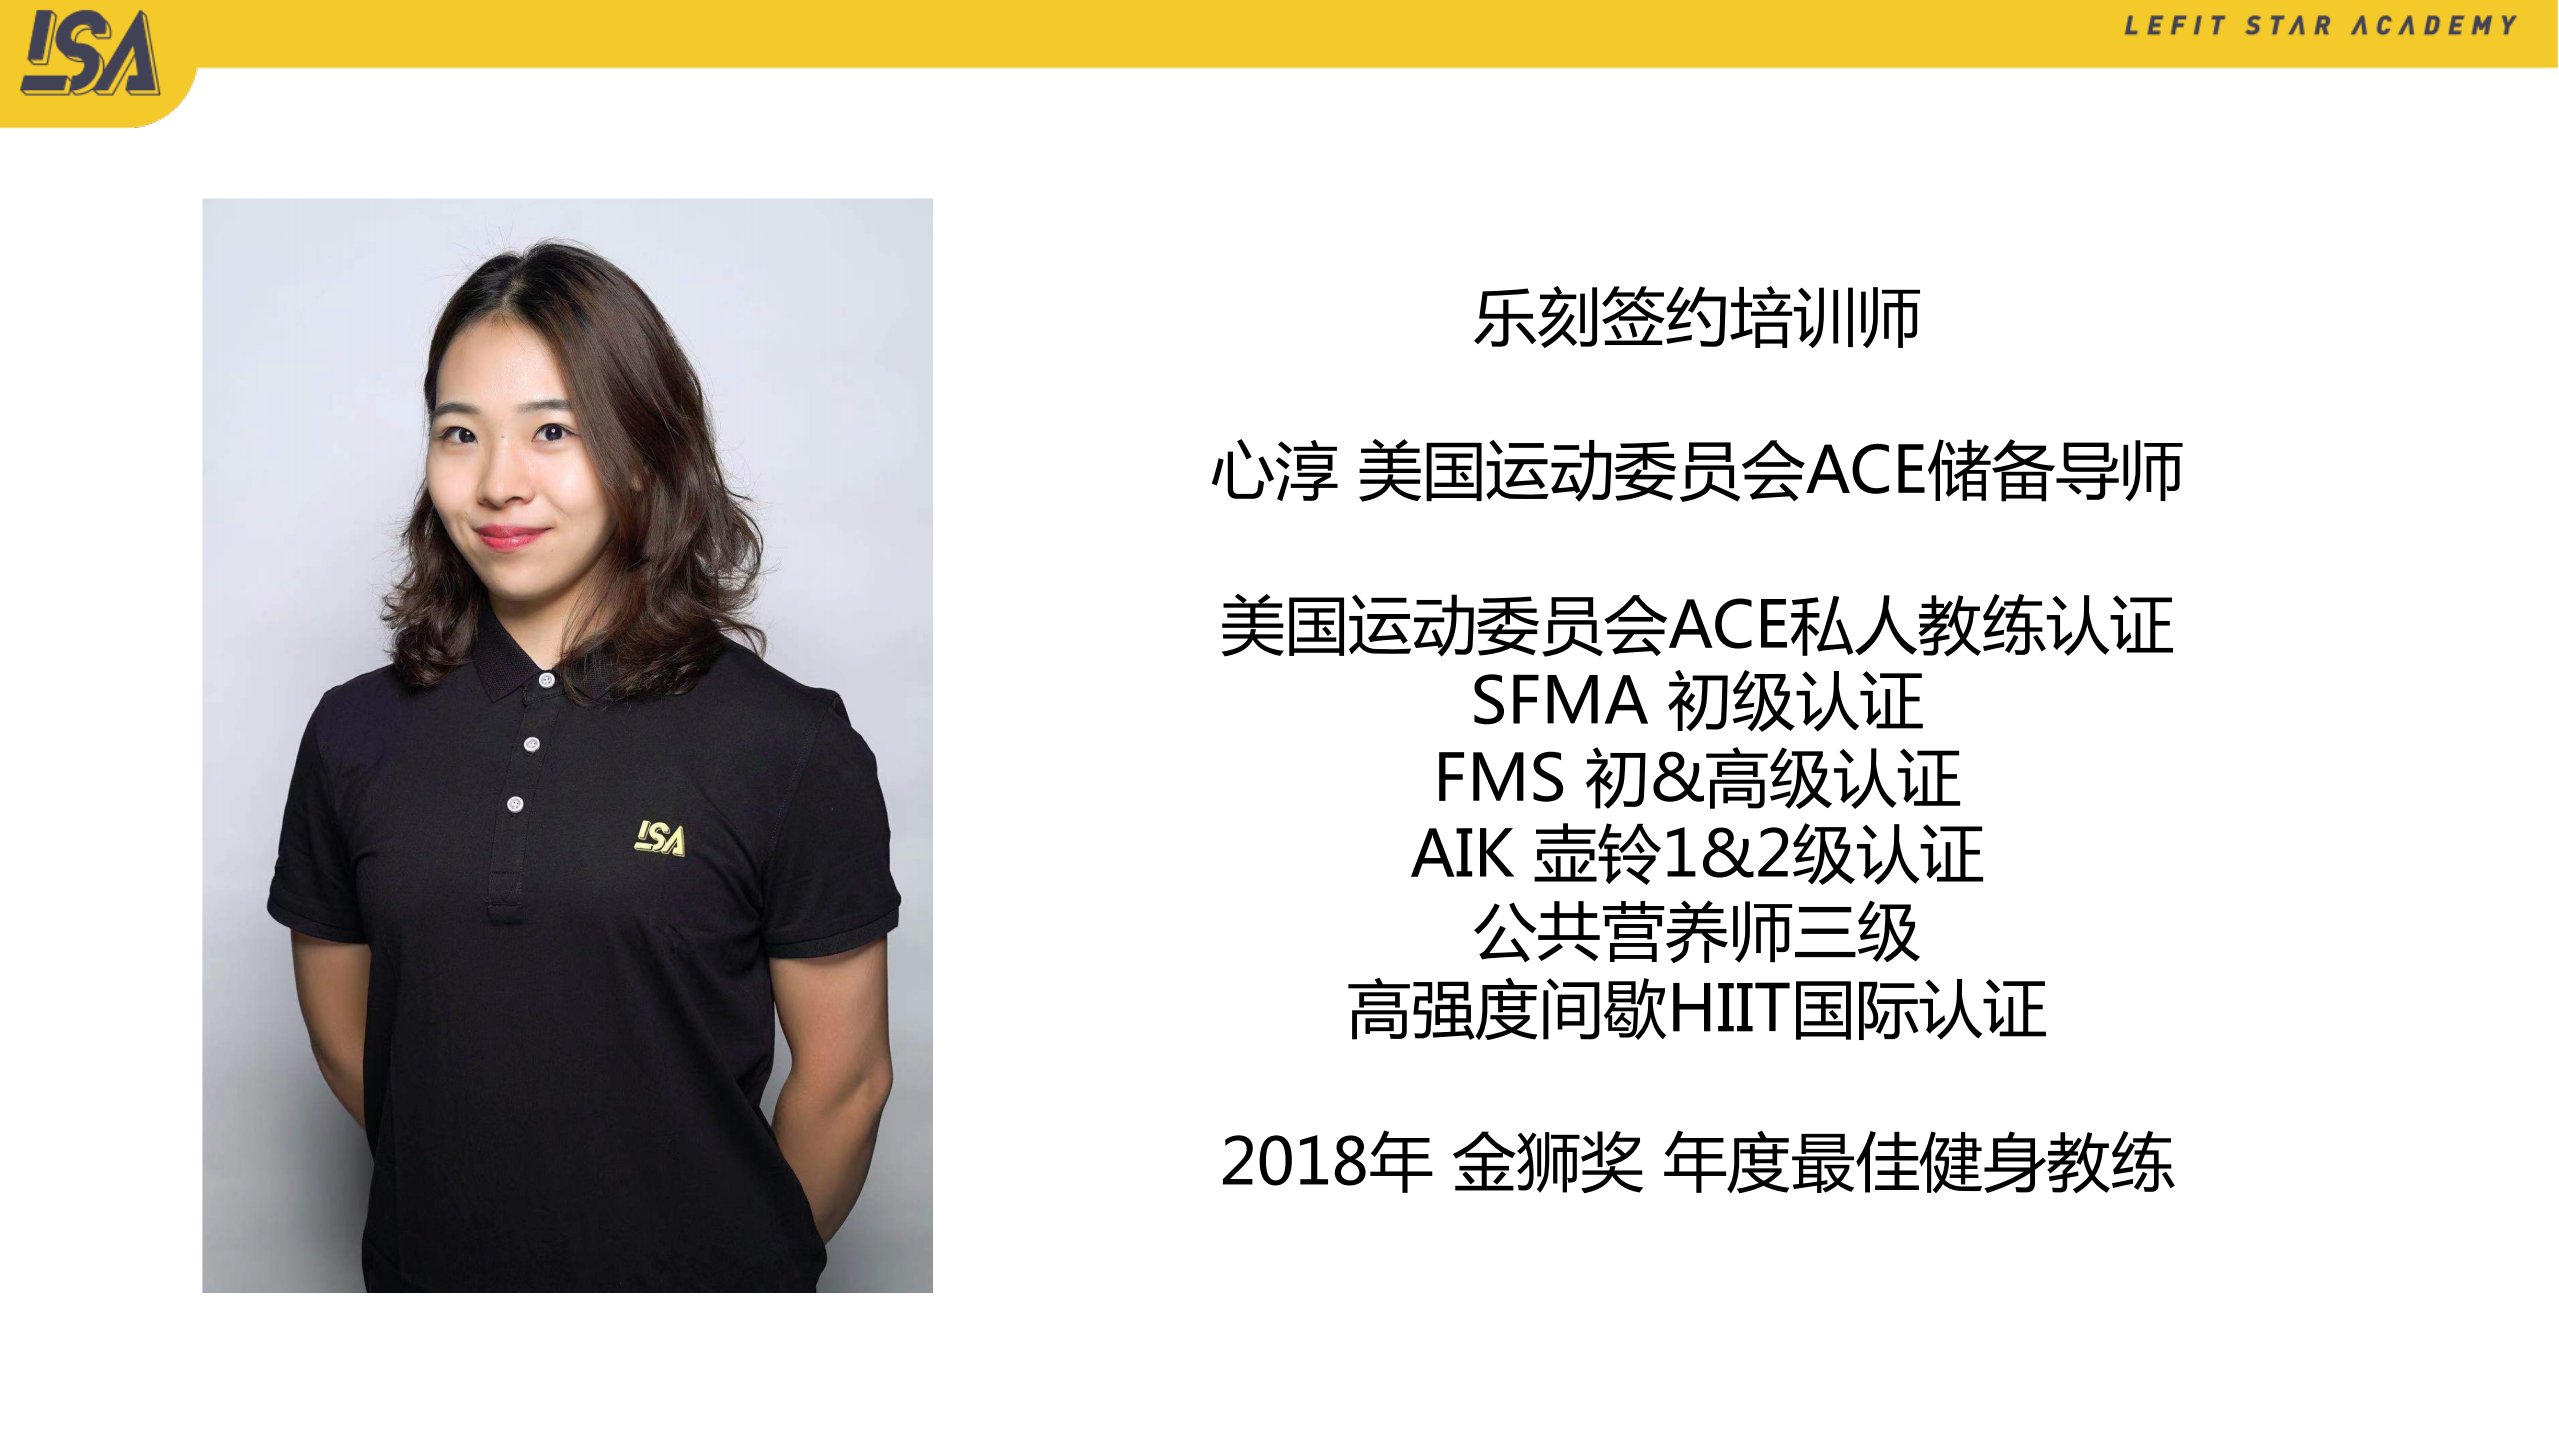 LSA
LEFIT STAR ACADEMY
乐刻签约培训师
心淳 美国运动委员会ACE储备导师
美国运动委员会ACE私人教练认证
SFMA 初级认证
FMS 初&高级认证
AIK 壶铃1&2级认证
公共营养师三级
高强度间歇HIIT国际认证
2018年 金狮奖 年度最佳健身教练
LSA